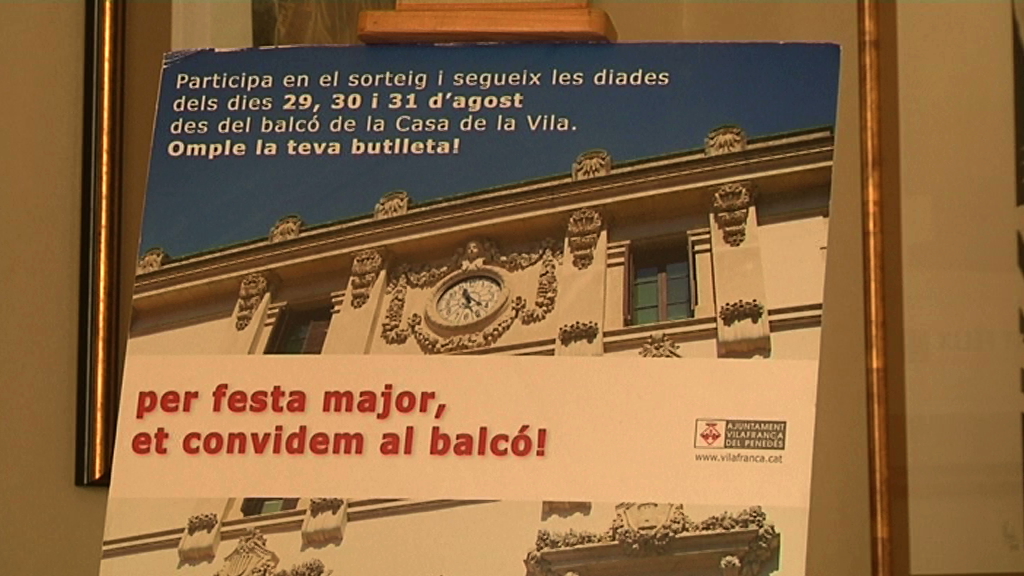 Participa en el sorteig i segueix les diades
dels dies 29, 30 i 31 d'agost
des del balcó de la Casa de la Vila.
Omple la teva butlleta!
per festa major,
et convidem al balcó!
AJUNTAMENT
VILAFRANCA
DEL PENEDÈS
www.vilafranca.cat